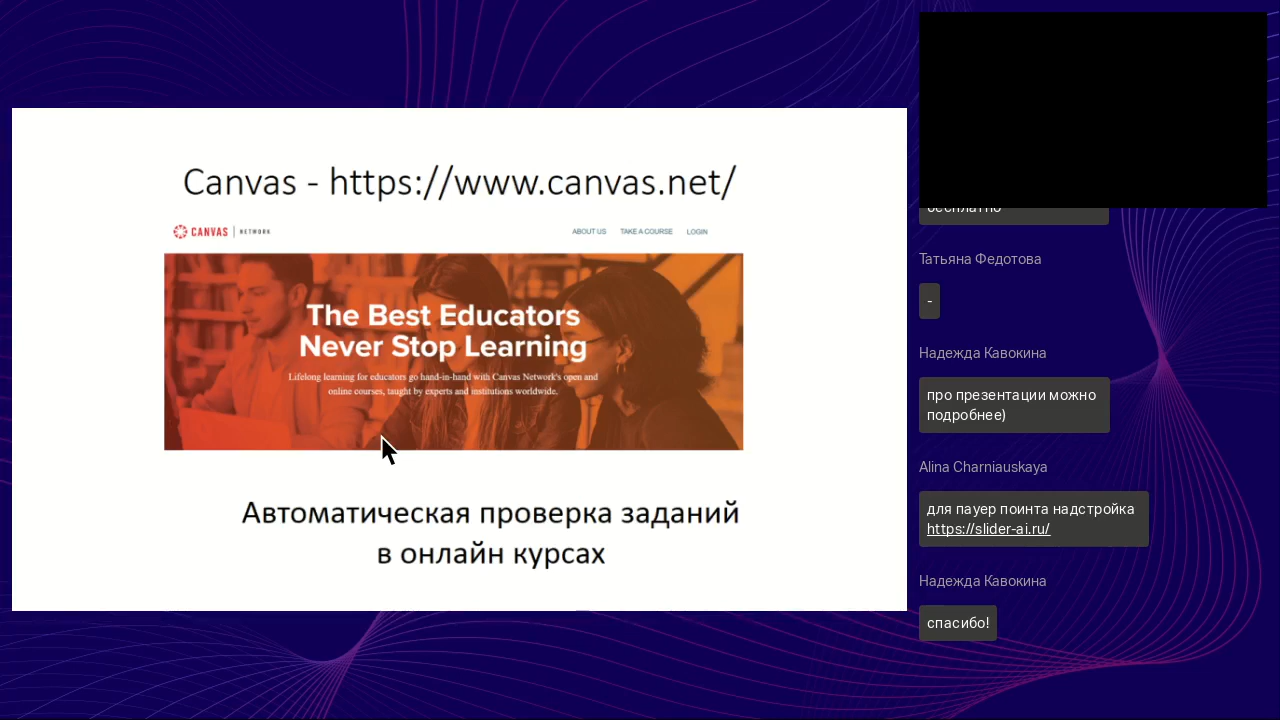 Canvas - https://www.canvas.net/
CANVAS | NETWORK
ABOUT US TAKE A COURSE LOGIN
The Best Educators
Never Stop Learning
Lifelong learning for educators go hand-in-hand with Canvas Network's open and
online courses, taught by experts and institutions worldwide.
Автоматическая проверка заданий
в онлайн курсах
бесплатно
Татьяна Федотова
-
Надежда Кавокина
про презентации можно
подробнее)
Alina Charniauskaya
для пауер поинта надстройка
https://slider-ai.ru/
Надежда Кавокина
спасибо!